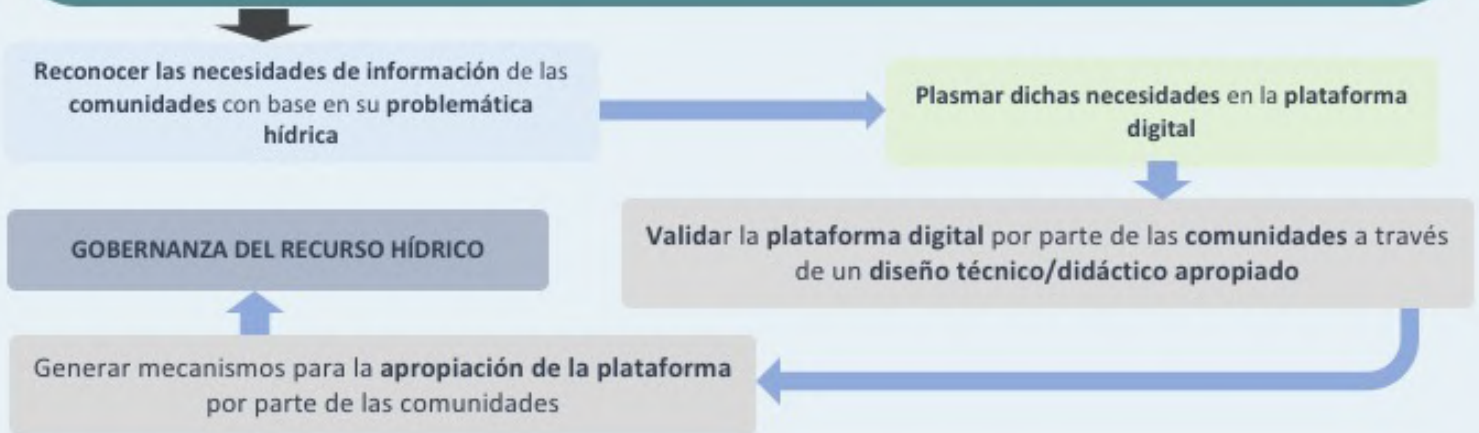 Reconocer las necesidades de información de las
comunidades con base en su problemática
hídrica
Plasmar dichas necesidades en la plataforma
digital
Validar la plataforma digital por parte de las comunidades a través
de un diseño técnico/didáctico apropiado
Generar mecanismos para la apropiación de la plataforma
por parte de las comunidades
GOBERNANZA DEL RECURSO HÍDRICO